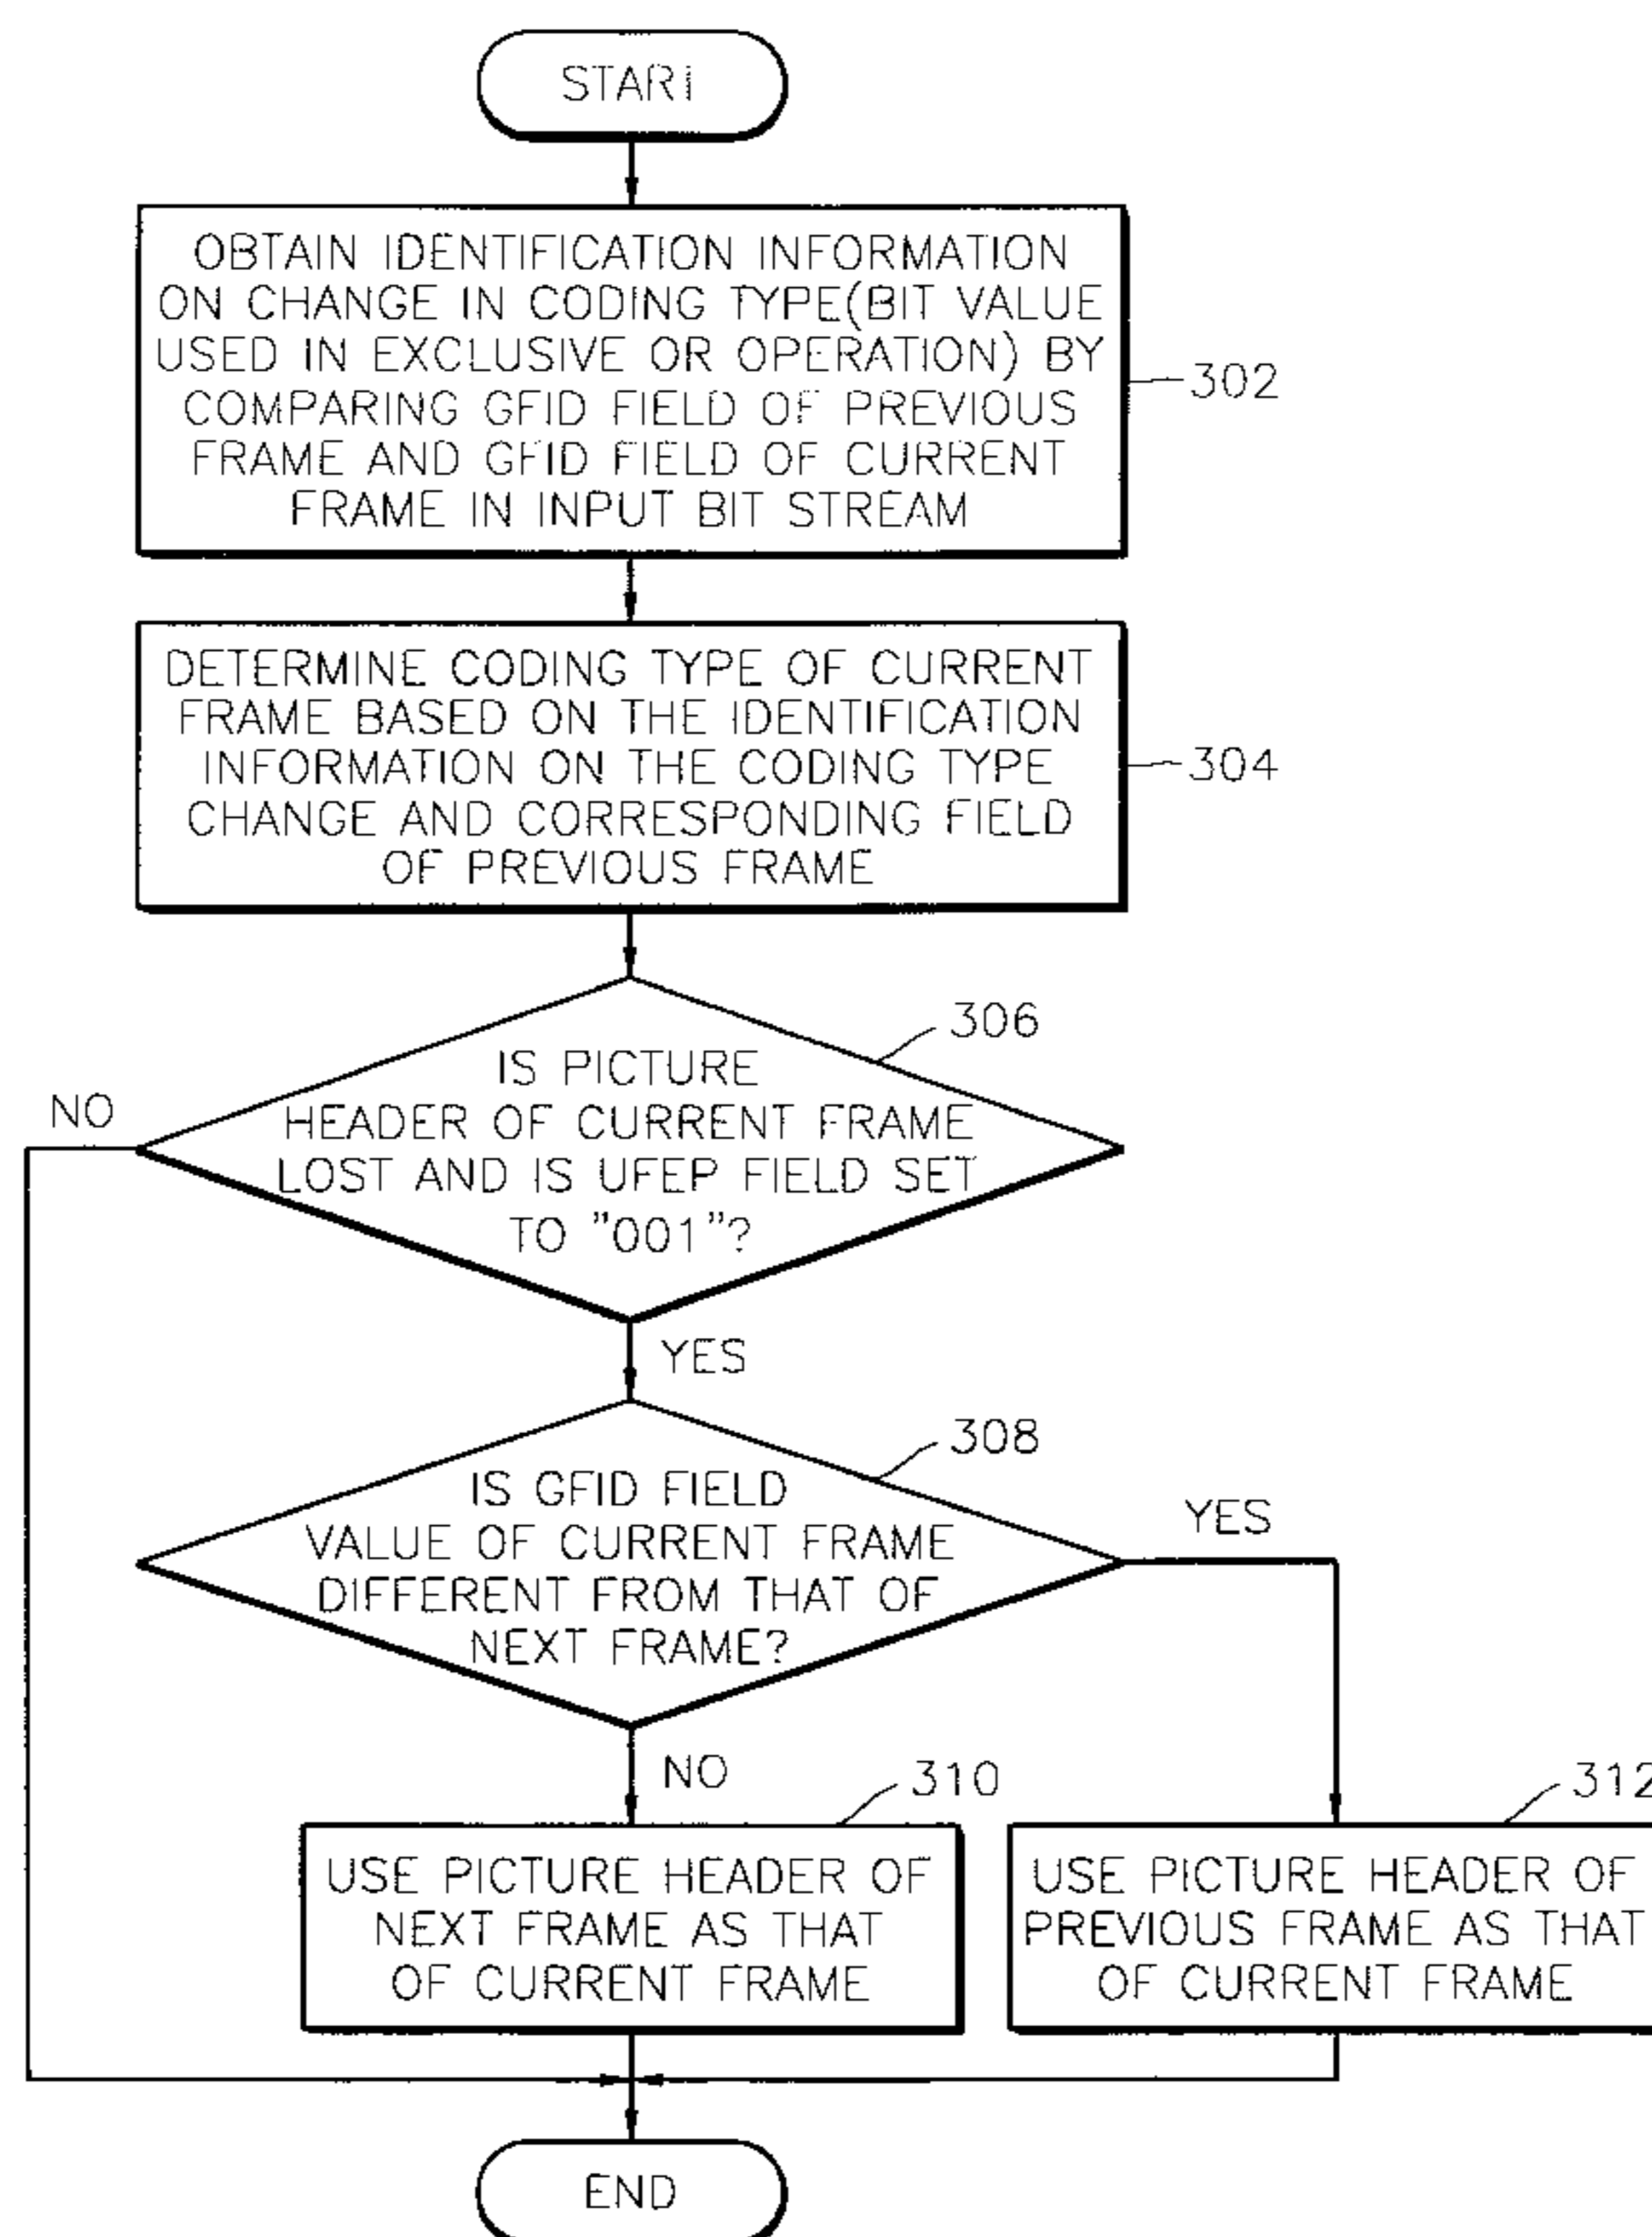 START
OBTAIN IDENTIFICATION INFORMATION
ON CHANGE IN CODING TYPE(BIT VALUE
USED IN EXCLUSIVE OR OPERATION) BY
COMPARING GFID FIELD OF PREVIOUS
FRAME AND GFID FIELD OF CURRENT
FRAME IN INPUT BIT STREAM
302
DETERMINE CODING TYPE OF CURRENT
FRAME BASED ON THE IDENTIFICATION
INFORMATION ON THE CODING TYPE
CHANGE AND CORRESPONDING FIELD
OF PREVIOUS FRAME
304
306
IS PICTURE
HEADER OF CURRENT FRAME
LOST AND IS UFEP FIELD SET
TO "001"?
NO
YES
308
IS GFID FIELD
VALUE OF CURRENT FRAME
DIFFERENT FROM THAT OF
NEXT FRAME?
YES
NO
310
USE PICTURE HEADER OF
NEXT FRAME AS THAT
OF CURRENT FRAME
312
USE PICTURE HEADER OF
PREVIOUS FRAME AS THAT
OF CURRENT FRAME
END